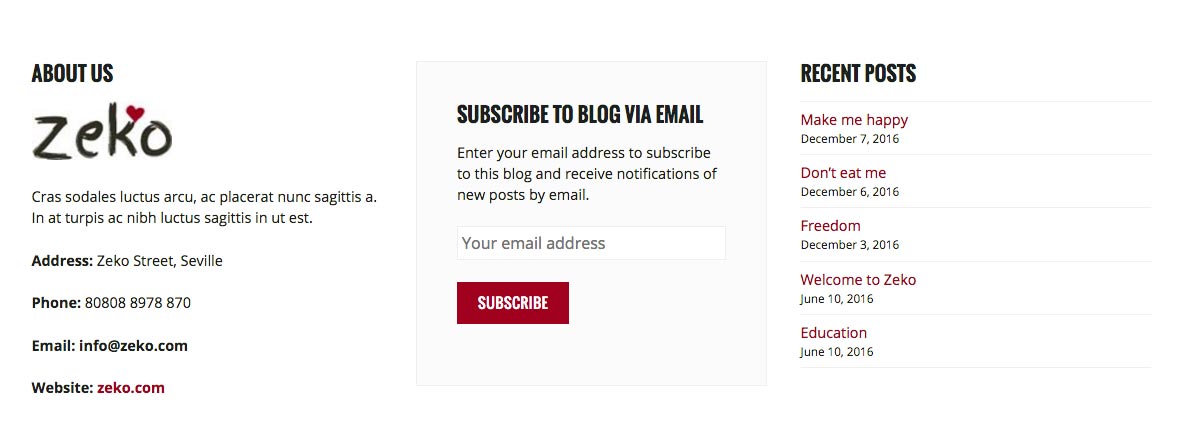 ABOUT US
zeko
Cras sodales luctus arcu, ac placerat nunc sagittis a.
In at turpis ac nibh luctus sagittis in ut est.
Address: Zeko Street, Seville
Phone: 80808 8978 870
Email: info@zeko.com
Website: zeko.com
SUBSCRIBE TO BLOG VIA EMAIL
Enter your email address to subscribe
to this blog and receive notifications of
new posts by email.
Your email address
SUBSCRIBE
RECENT POSTS
Make me happy
December 7, 2016
Don’t eat me
December 6, 2016
Freedom
December 3, 2016
Welcome to Zeko
June 10, 2016
Education
June 10, 2016